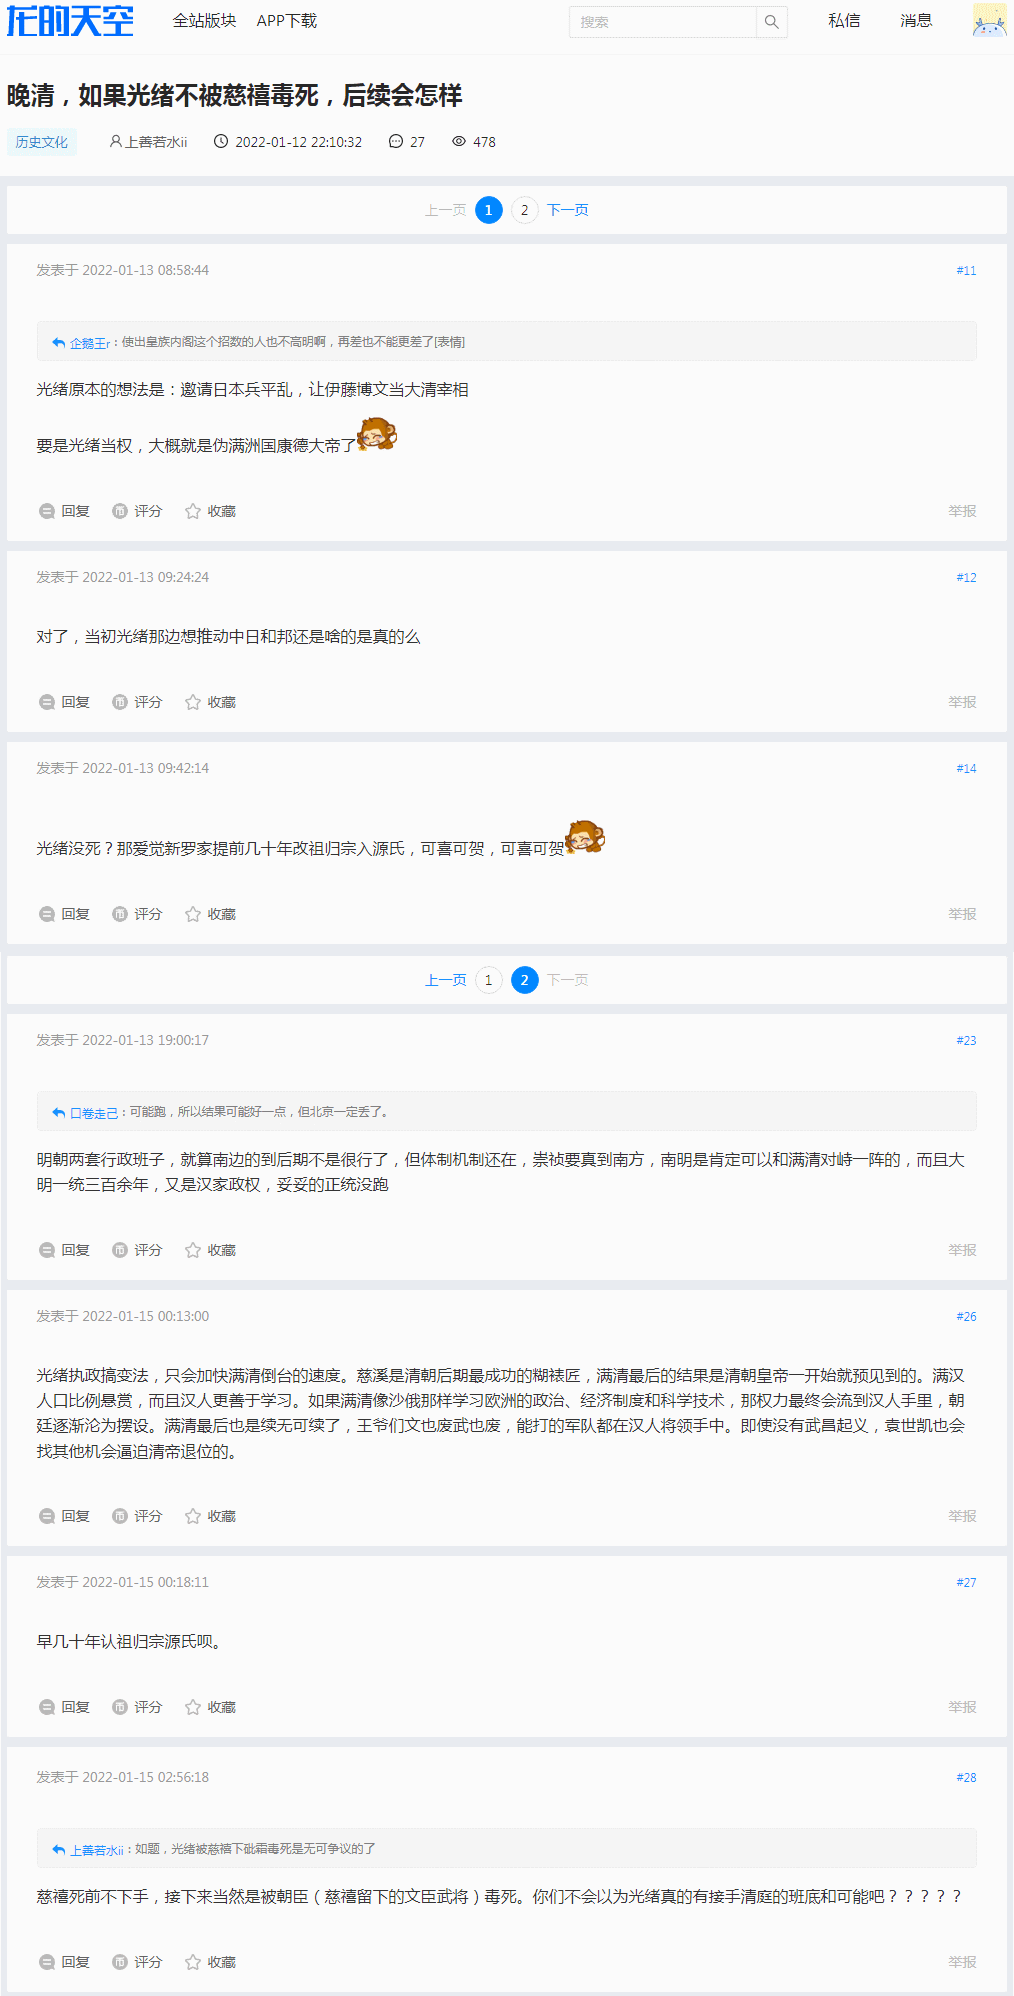 龙的天空 全站版块 APP下载 搜索 私信 消息
晚清，如果光绪不被慈禧毒死，后续会怎样
历史文化 上善若水ii 2022-01-12 22:10:32 27 478
上一页 1 2 下一页
发表于 2022-01-13 08:58:44 #11
企鹅王r：使出皇族内阁这个招数的人也不高明啊，再差也不能更差了[表情]
光绪原本的想法是：邀请日本兵平乱，让伊藤博文当大清宰相
要是光绪当权，大概就是伪满洲国康德大帝了
回复 评分 收藏 举报
发表于 2022-01-13 09:24:24 #12
对了，当初光绪那边想推动中日和邦还是啥的是真的么
回复 评分 收藏 举报
发表于 2022-01-13 09:42:14 #14
光绪没死？那爱觉新罗家提前几十年改祖归宗入源氏，可喜可贺，可喜可贺
回复 评分 收藏 举报
上一页 1 2 下一页
发表于 2022-01-13 19:00:17 #23
口卷走己：可能跑，所以结果可能好一点，但北京一定丢了。
明朝两套行政班子，就算南边的到后期不是很行了，但体制机制还在，崇祯要真到南方，南明是肯定可以和满清对峙一阵的，而且大
明一统三百余年，又是汉家政权，妥妥的正统没跑
回复 评分 收藏 举报
发表于 2022-01-15 00:13:00 #26
光绪执政搞变法，只会加快满清倒台的速度。慈溪是清朝后期最成功的糊裱匠，满清最后的结果是清朝皇帝一开始就预见到的。满汉
人口比例悬赏，而且汉人更善于学习。如果满清像沙俄那样学习欧洲的政治、经济制度和科学技术，那权力最终会流到汉人手里，朝
廷逐渐沦为摆设。满清最后也是续无可续了，王爷们文也废武也废，能打的军队都在汉人将领手中。即使没有武昌起义，袁世凯也会
找其他机会逼迫清帝退位的。
回复 评分 收藏 举报
发表于 2022-01-15 00:18:11 #27
早几十年认祖归宗源氏呗。
回复 评分 收藏 举报
发表于 2022-01-15 02:56:18 #28
上善若水ii：如题，光绪被慈禧下砒霜毒死是无可争议的了
慈禧死前不下手，接下来当然是被朝臣（慈禧留下的文臣武将）毒死。你们不会以为光绪真的有接手清庭的班底和可能吧？？？？？
回复 评分 收藏 举报